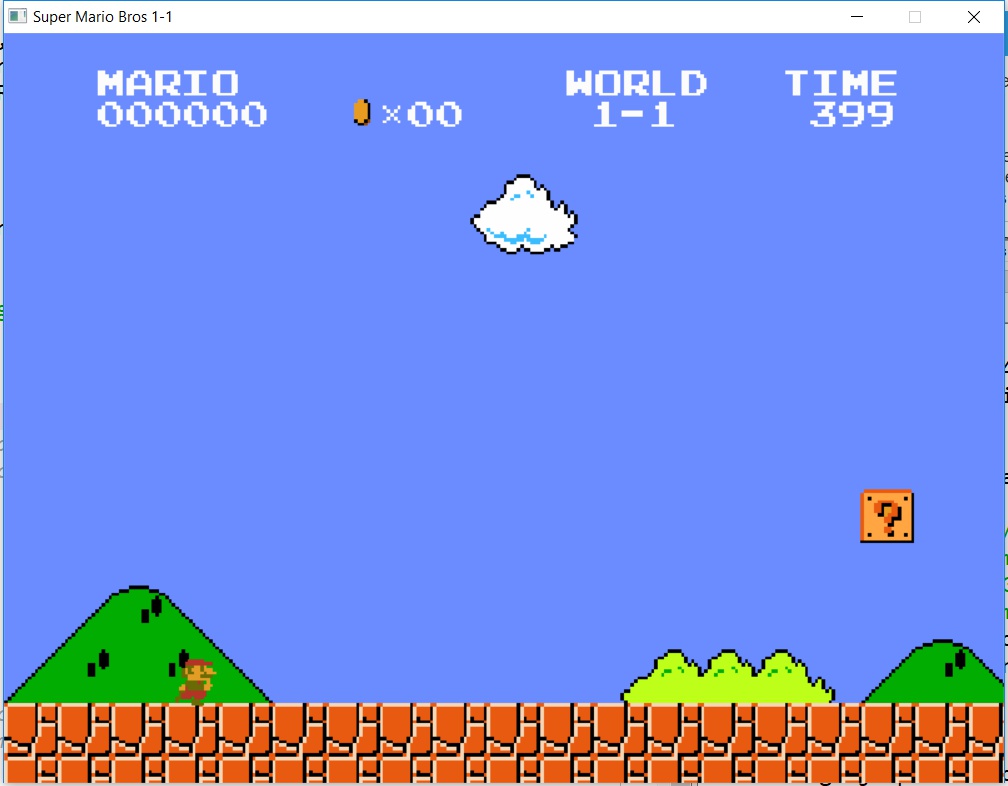 Super Mario Bros 1-1
MARIO WORLD TIME
000000 ×00 1-1 399
?